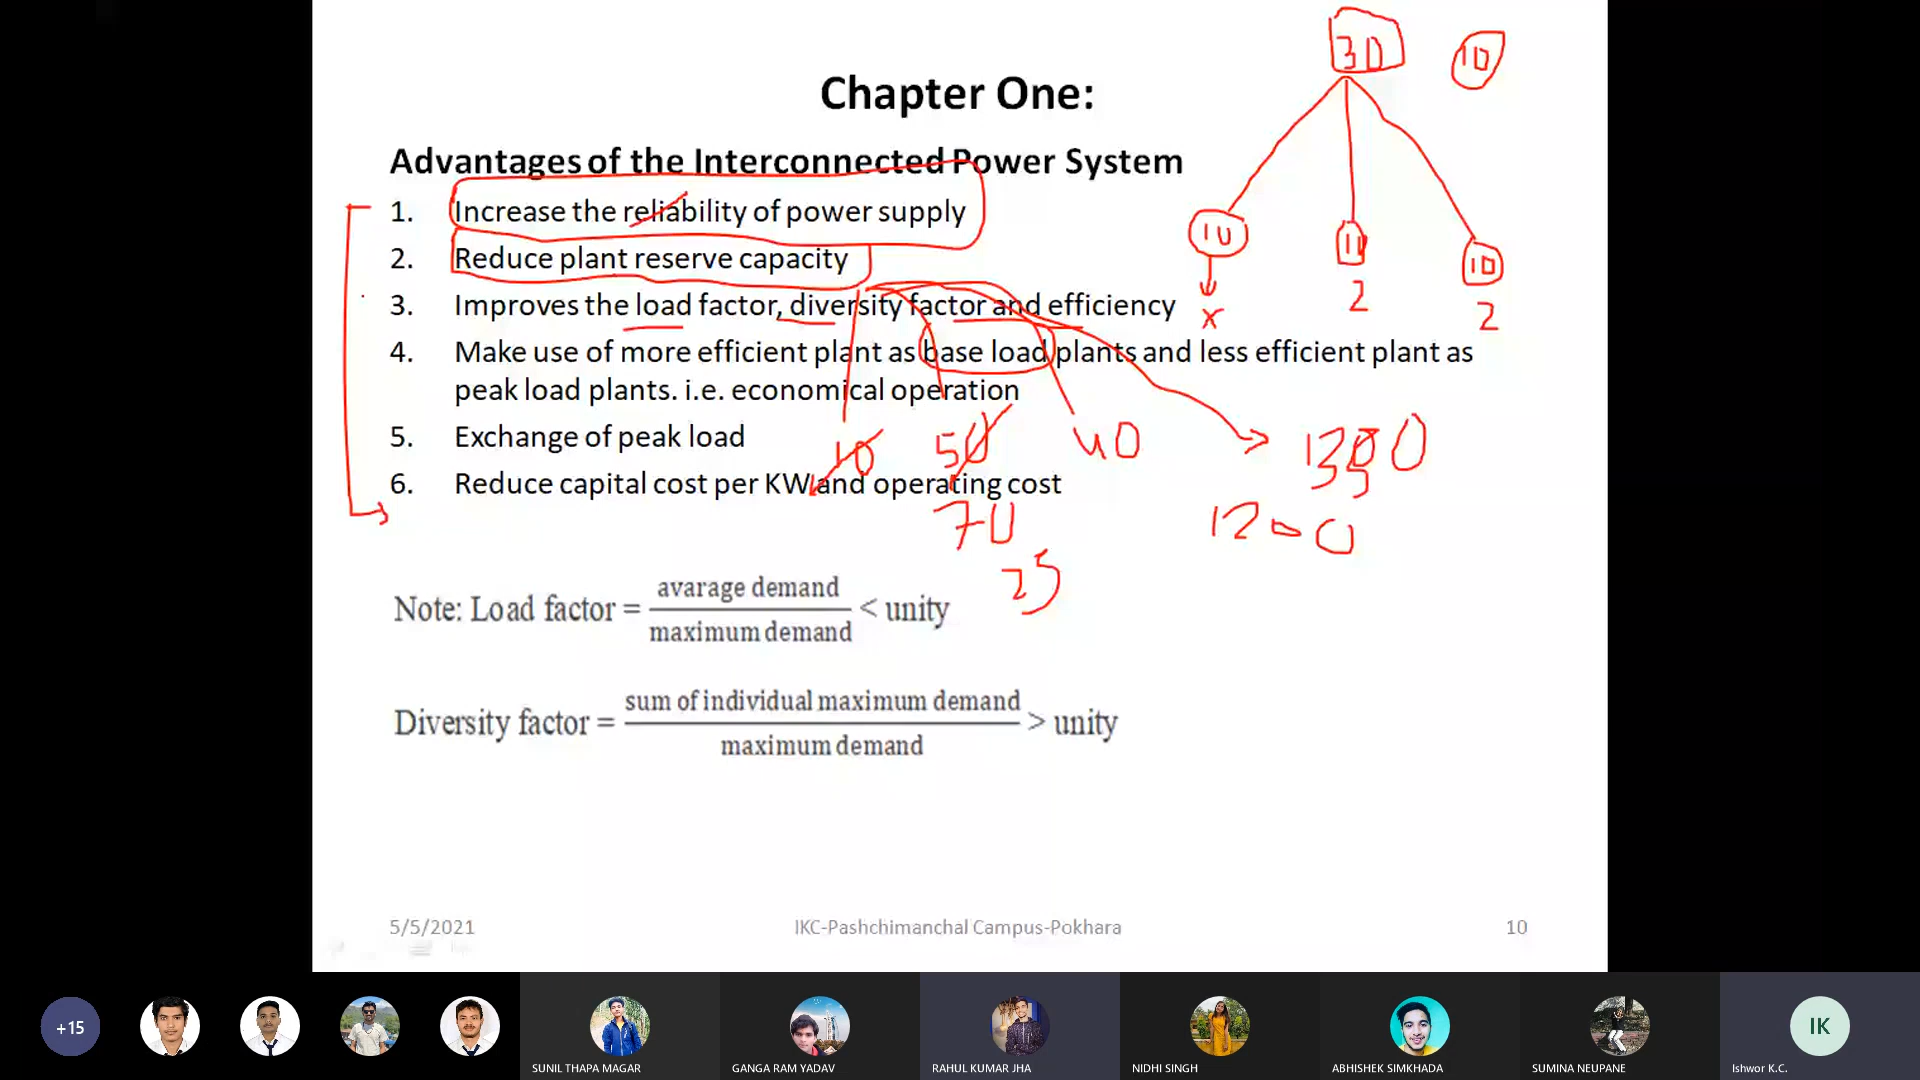 Chapter One:
Advantages of the Interconnected Power System
1. Increase the reliability of power supply
2. Reduce plant reserve capacity
3. Improves the load factor, diversity factor and efficiency
4. Make use of more efficient plant as base load plants and less efficient plant as
peak load plants. i.e. economical operation
5. Exchange of peak load
6. Reduce capital cost per KW and operating cost
Note: Load factor = avarage demand / maximum demand < unity
Diversity factor = sum of individual maximum demand / maximum demand > unity
30
10
10
10
x
2
2
10
50
40
70
25
5/5/2021
IKC-Pashchimanchal Campus-Pokhara
10
+15
SUNIL THAPA MAGAR
GANGA RAM YADAV
RAHUL KUMAR JHA
NIDHI SINGH
ABHISHEK SIMKHADA
SUMINA NEUPANE
IK
Ishwor K.C.